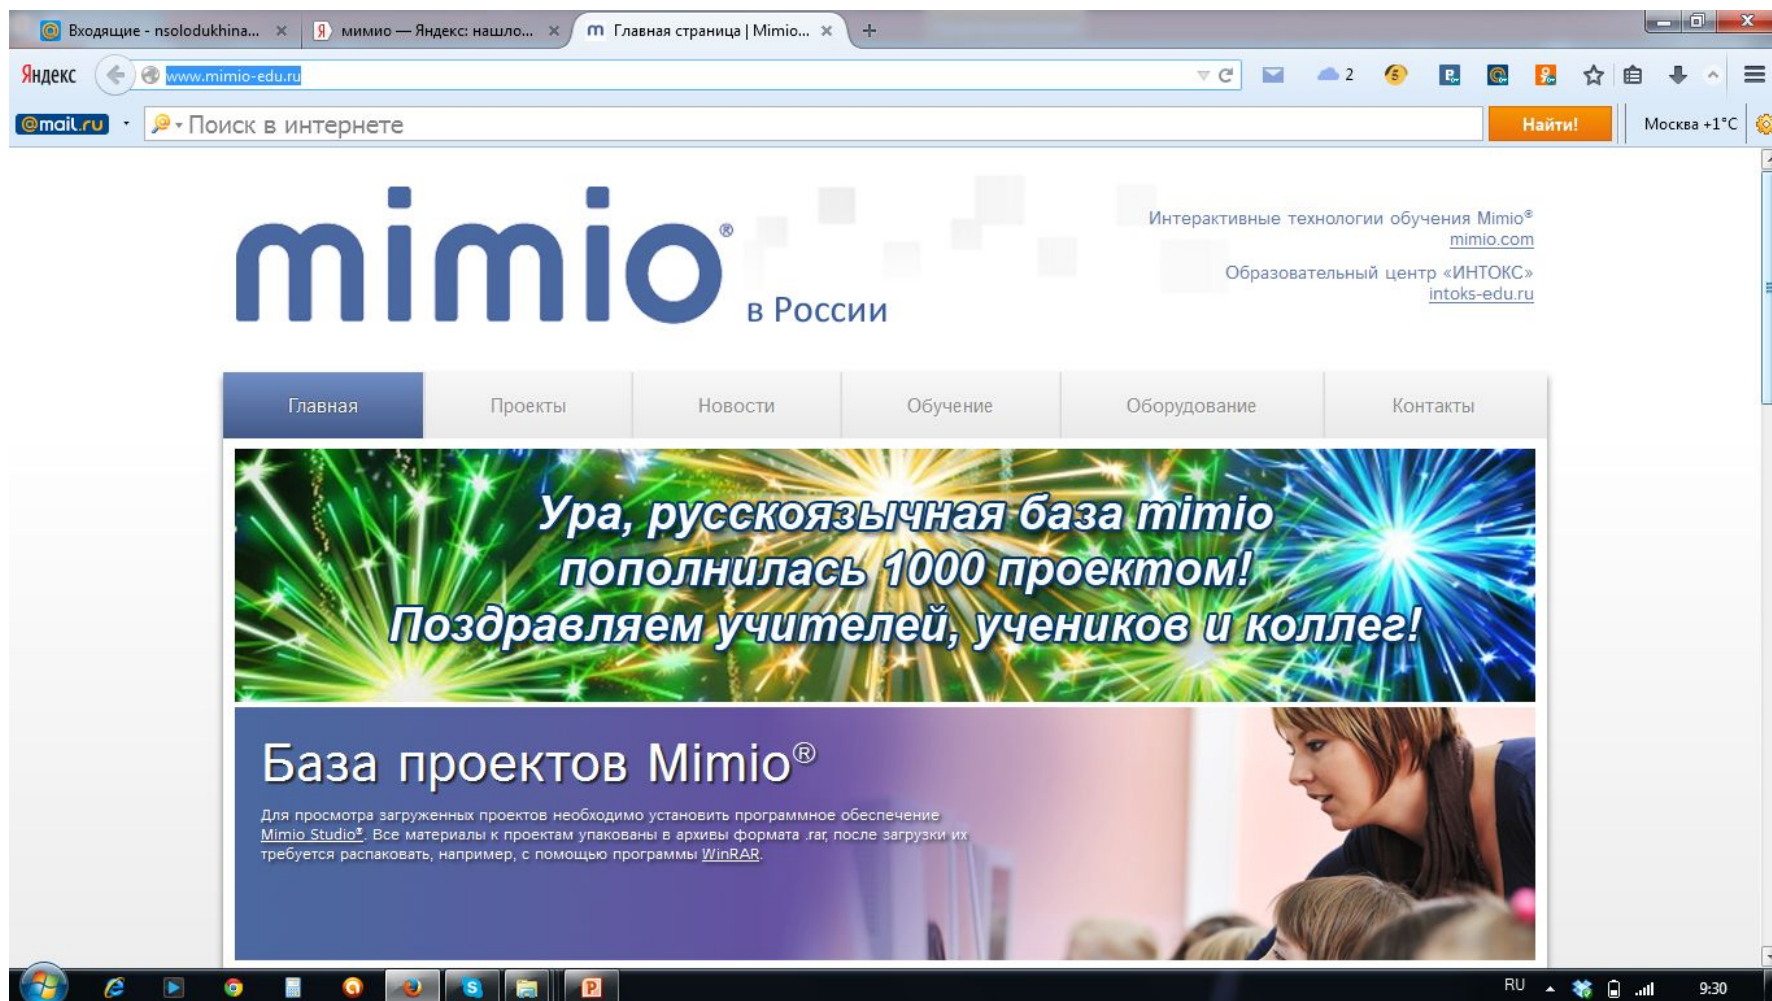 Входящие - nsolodukhina...
мимио — Яндекс: нашло...
Главная страница | Mimio...
Яндекс
www.mimio-edu.ru
2
@mail.ru
Поиск в интернете
Найти!
Москва +1°C
mimio®
в России
Интерактивные технологии обучения Mimio®
mimio.com
Образовательный центр «ИНТОКС»
intoks-edu.ru
Главная
Проекты
Новости
Обучение
Оборудование
Контакты
Ура, русскоязычная база mimio
пополнилась 1000 проектом!
Поздравляем учителей, учеников и коллег!
База проектов Mimio®
Для просмотра загруженных проектов необходимо установить программное обеспечение
Mimio Studio®. Все материалы к проектам упакованы в архивы формата .rar, после загрузки их
требуется распаковать, например, с помощью программы WinRAR.
RU
9:30